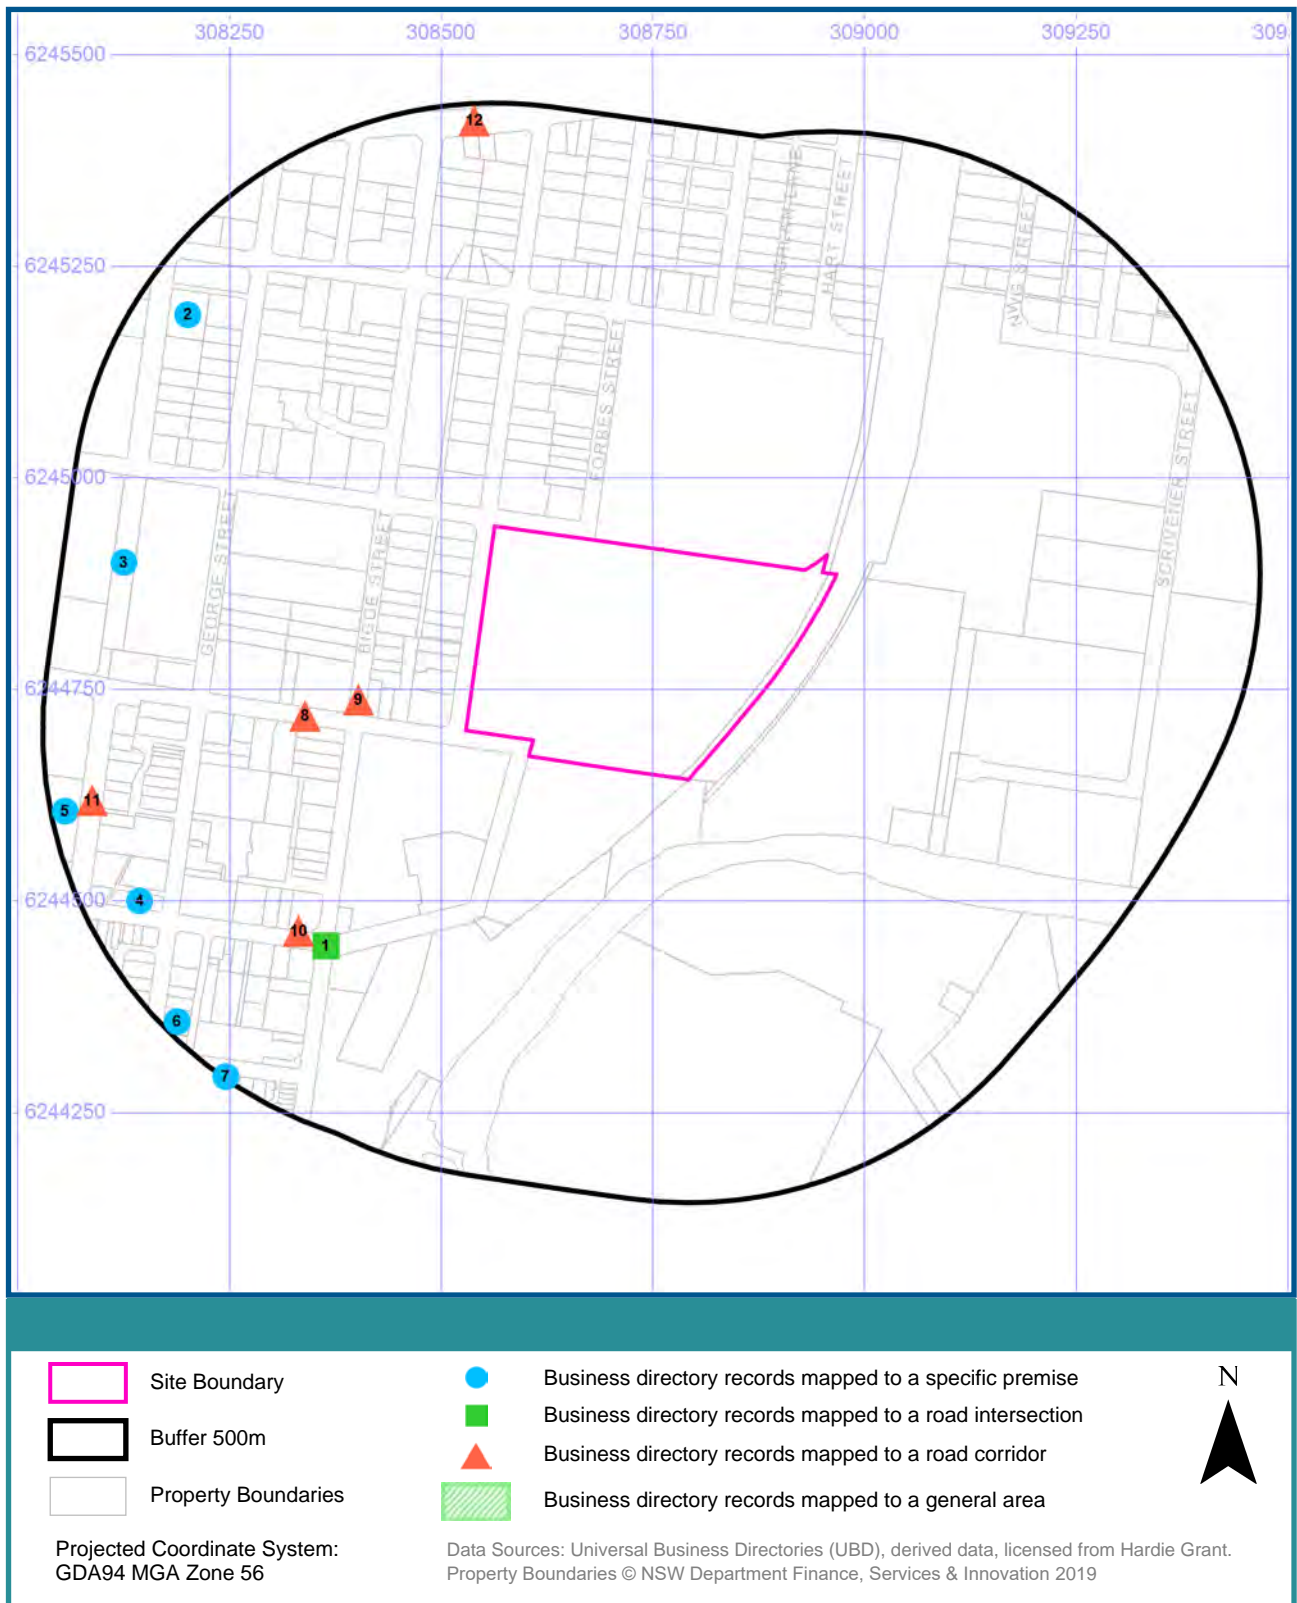 308250 308500 308750 309000 309250 309
6245500
12
HART STREET
6245250
NWG STREET
2
FORBES STREET
SCRIVENER STREET
6245000
GEORGE STREET
BIGGE STREET
3
6244750
9
8
11
5
4
6244500
10
1
6
7
6244250
Site Boundary
Buffer 500m
Property Boundaries
Business directory records mapped to a specific premise
Business directory records mapped to a road intersection
Business directory records mapped to a road corridor
Business directory records mapped to a general area
N
Projected Coordinate System:
GDA94 MGA Zone 56
Data Sources: Universal Business Directories (UBD), derived data, licensed from Hardie Grant.
Property Boundaries © NSW Department Finance, Services & Innovation 2019